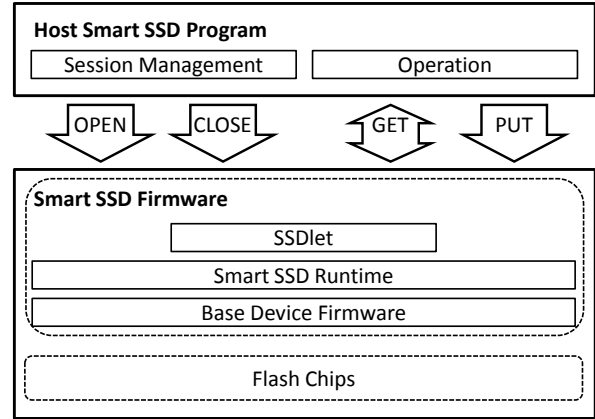 Host Smart SSD Program
Session Management Operation
OPEN CLOSE GET PUT
Smart SSD Firmware
SSDlet
Smart SSD Runtime
Base Device Firmware
Flash Chips